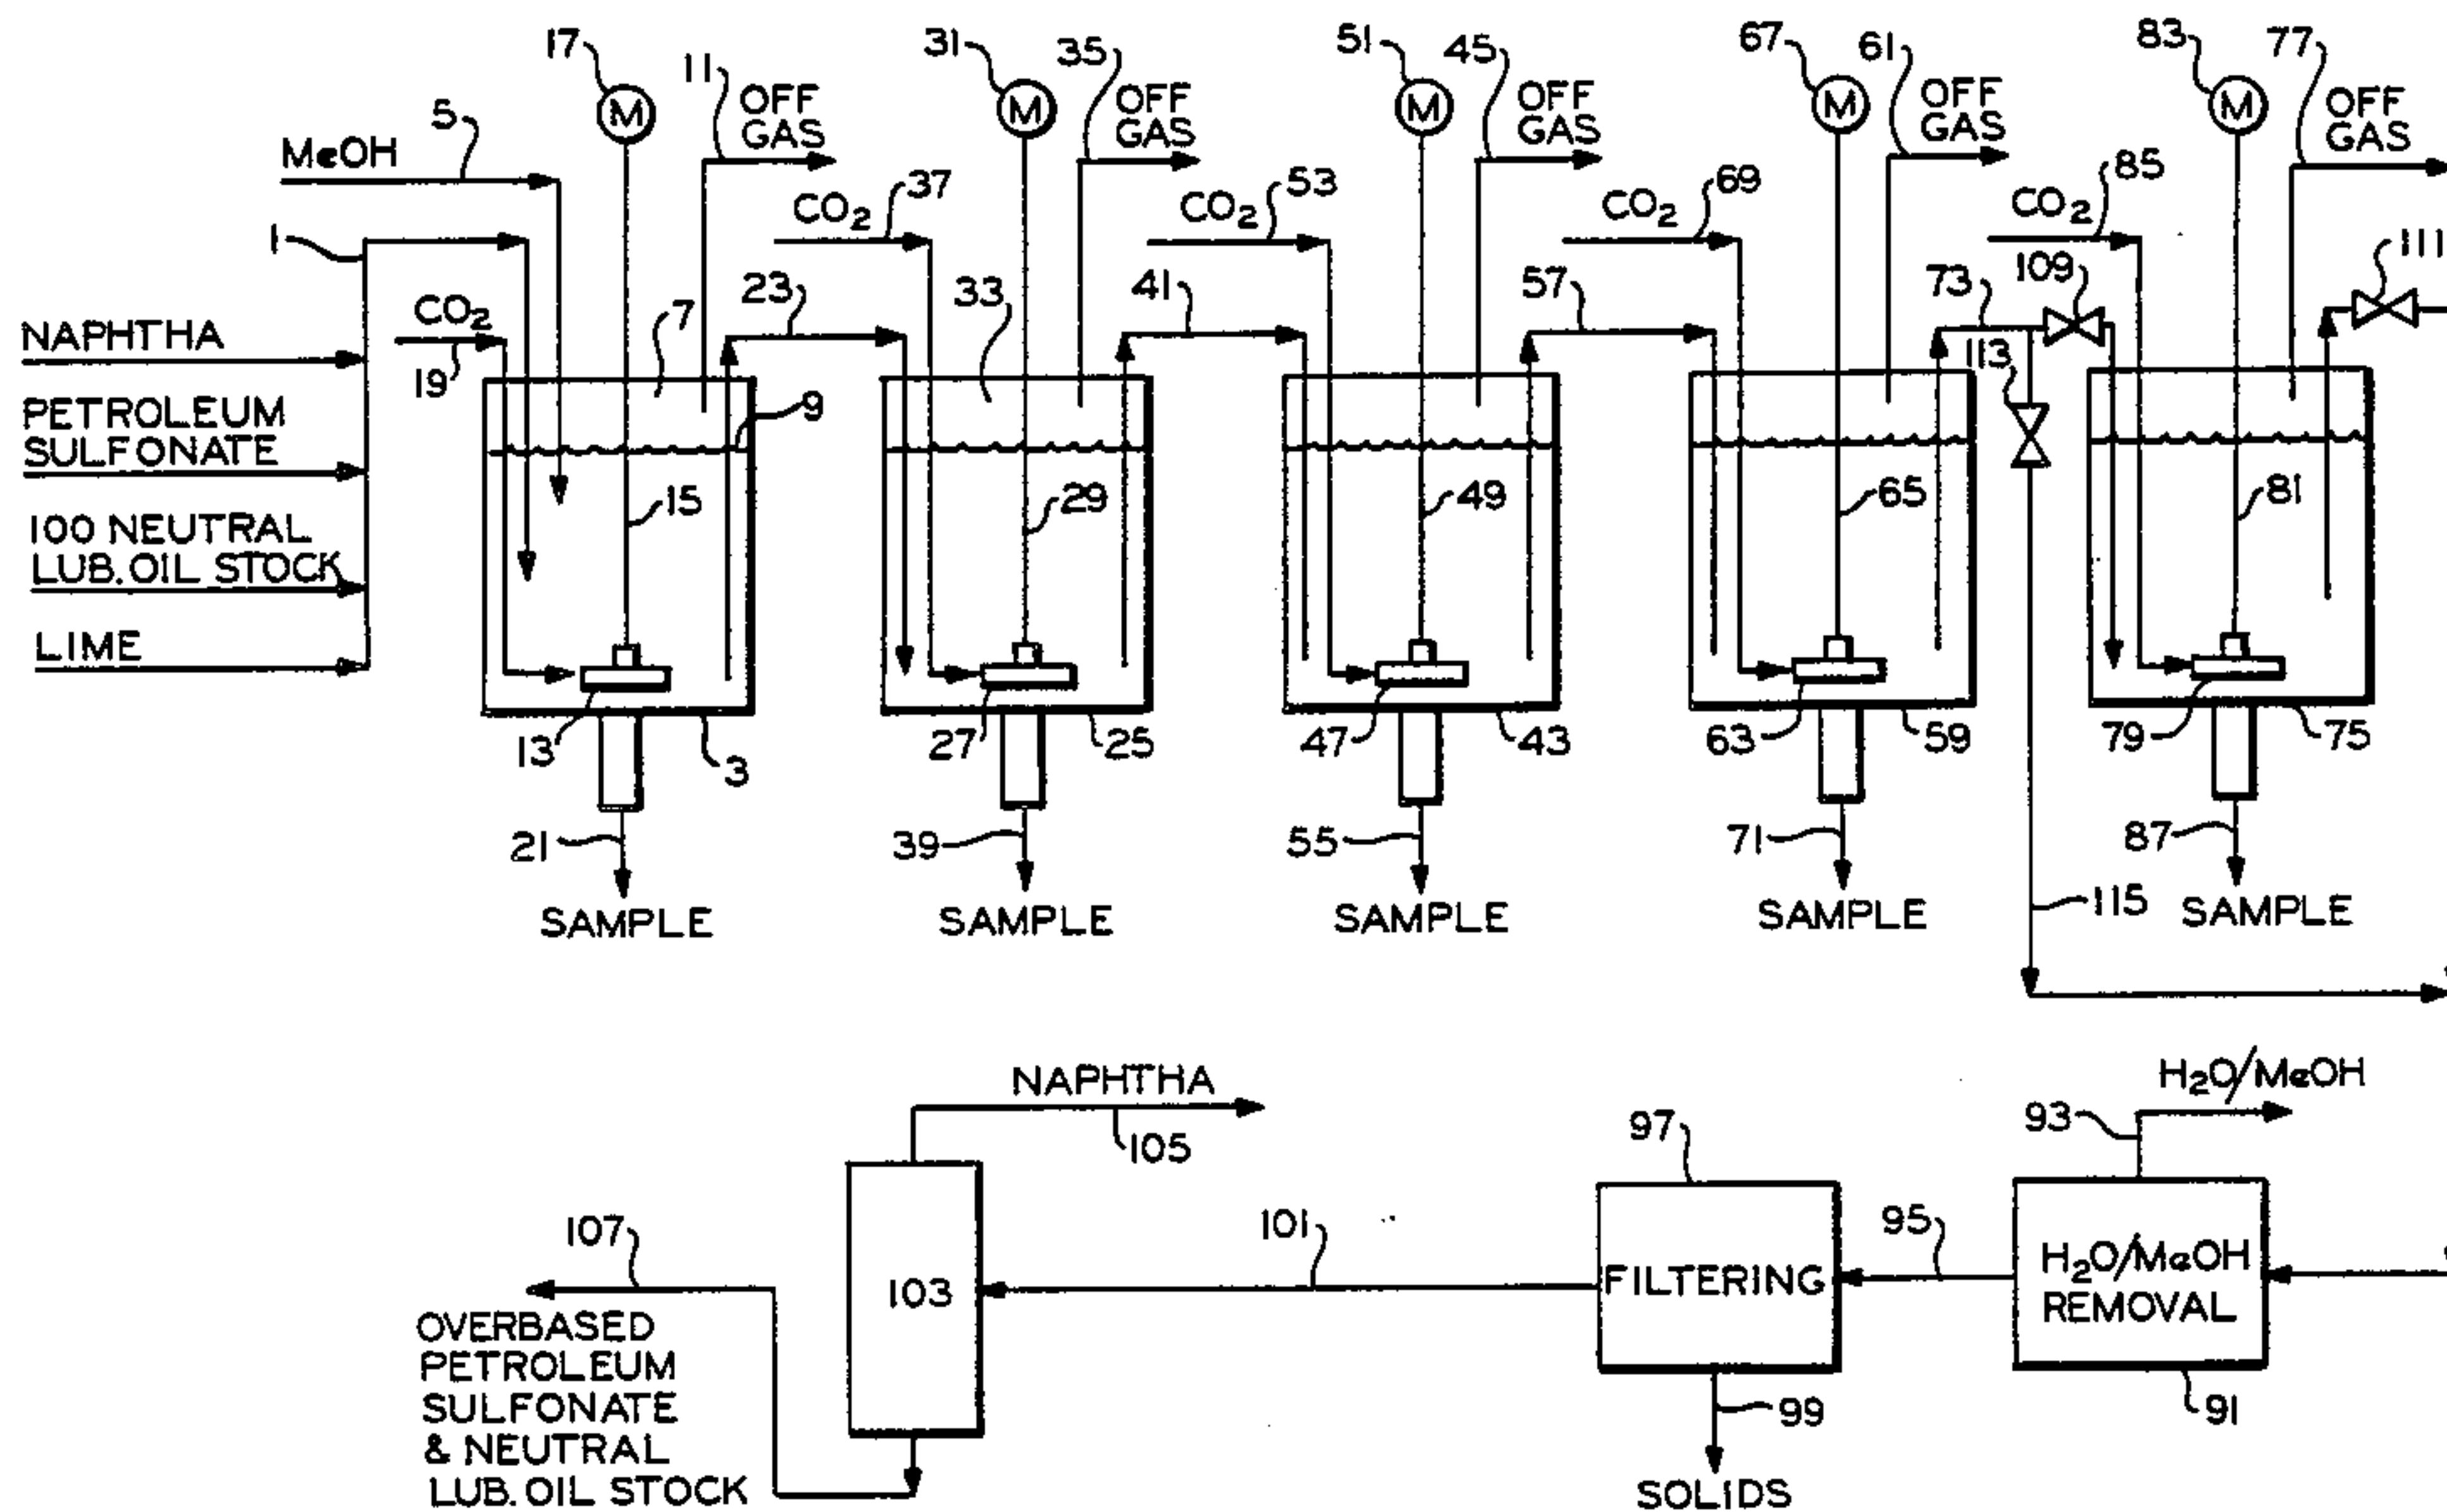 17
11
OFF
GAS
31
35
OFF
GAS
51
45
OFF
GAS
67
61
OFF
GAS
83
77
OFF
GAS
5
MeOH
1
CO2
37
CO2
53
CO2
69
CO2
85
111
M
M
M
M
M
NAPHTHA
CO2
19
7
23
33
41
57
73
109
113
PETROLEUM
SULFONATE
9
100 NEUTRAL
LUB. OIL STOCK
15
29
49
65
81
LIME
13
3
27
25
47
43
63
59
79
75
21
39
55
71
87
115
SAMPLE
SAMPLE
SAMPLE
SAMPLE
SAMPLE
NAPHTHA
105
97
93
H2O/MeOH
107
103
101
FILTERING
95
H2O/MeOH
REMOVAL
OVERBASED
PETROLEUM
SULFONATE
& NEUTRAL
LUB. OIL STOCK
99
91
SOLIDS